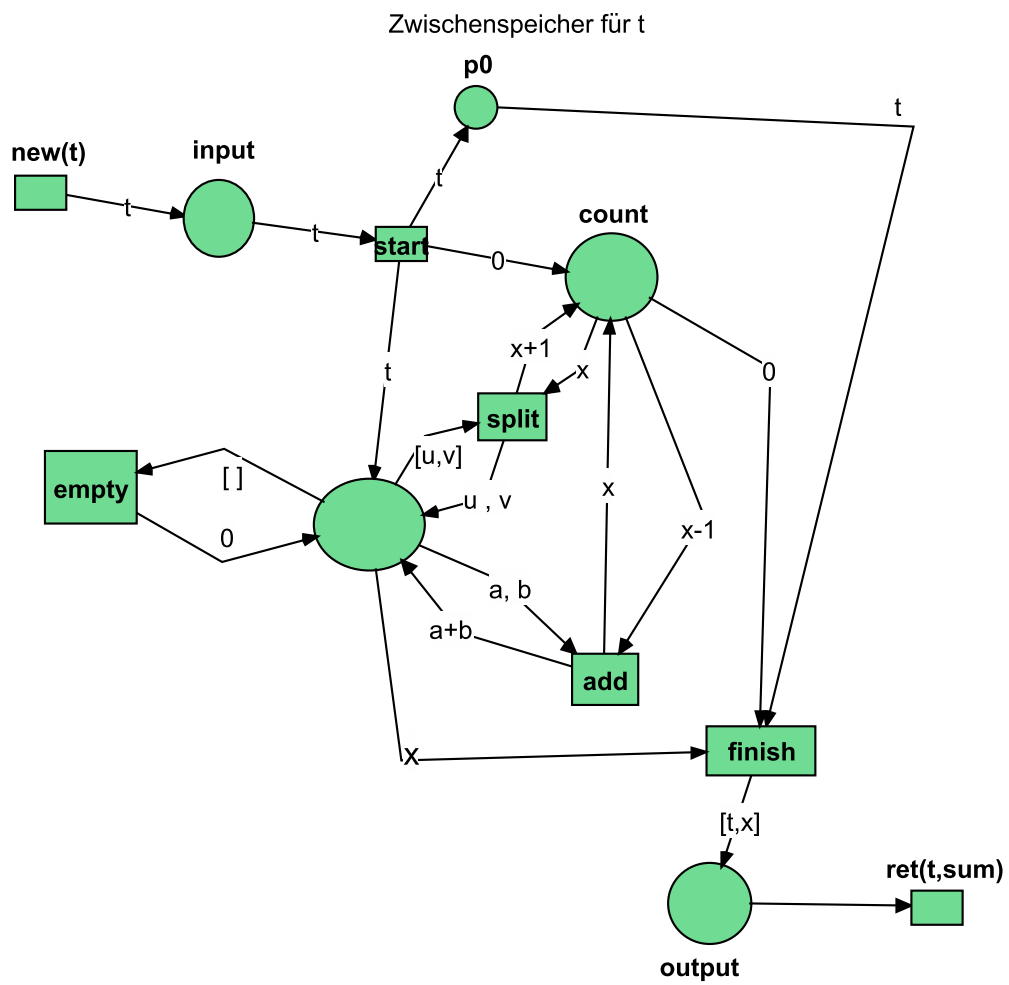 Zwischenspeicher für t
p0
t
new(t)
input
t
t
t
start
count
0
t
x+1
x
0
split
[u,v]
[ ]
empty
u , v
x
0
x-1
a, b
a+b
add
x
finish
[t,x]
ret(t,sum)
output